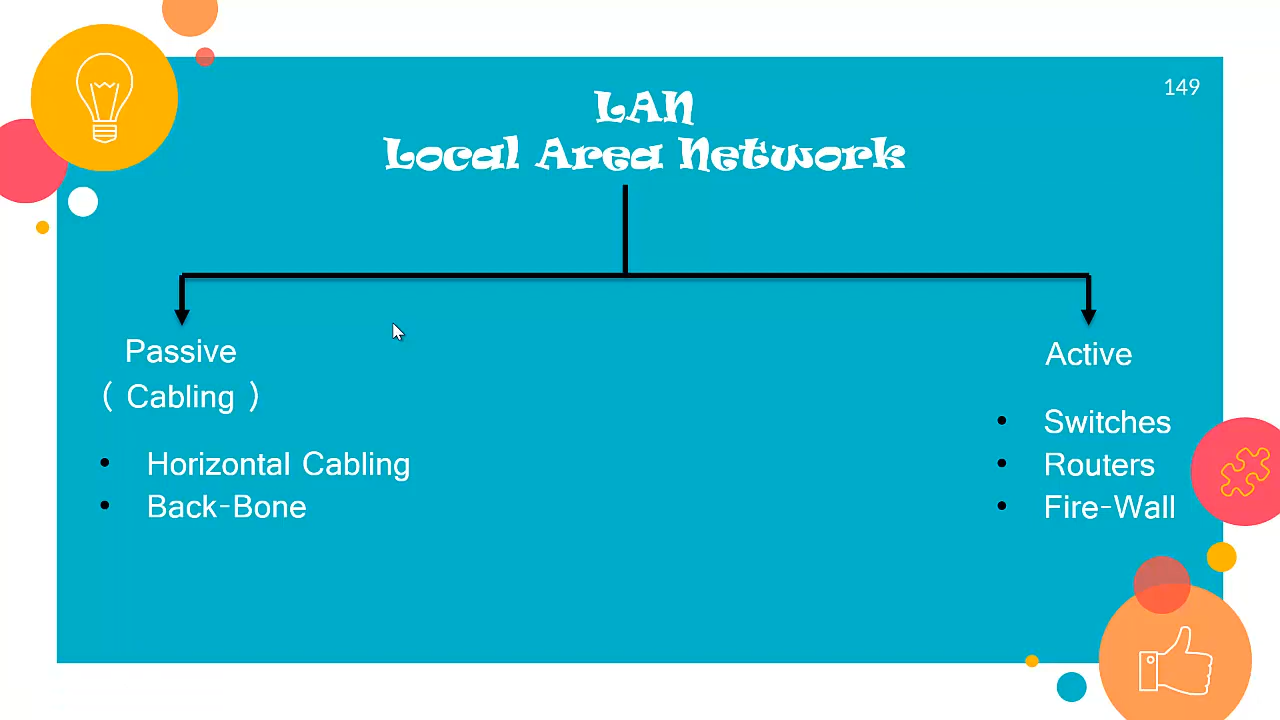 149
LAN
Local Area Network
Passive
( Cabling )
• Horizontal Cabling
• Back-Bone
Active
• Switches
• Routers
• Fire-Wall